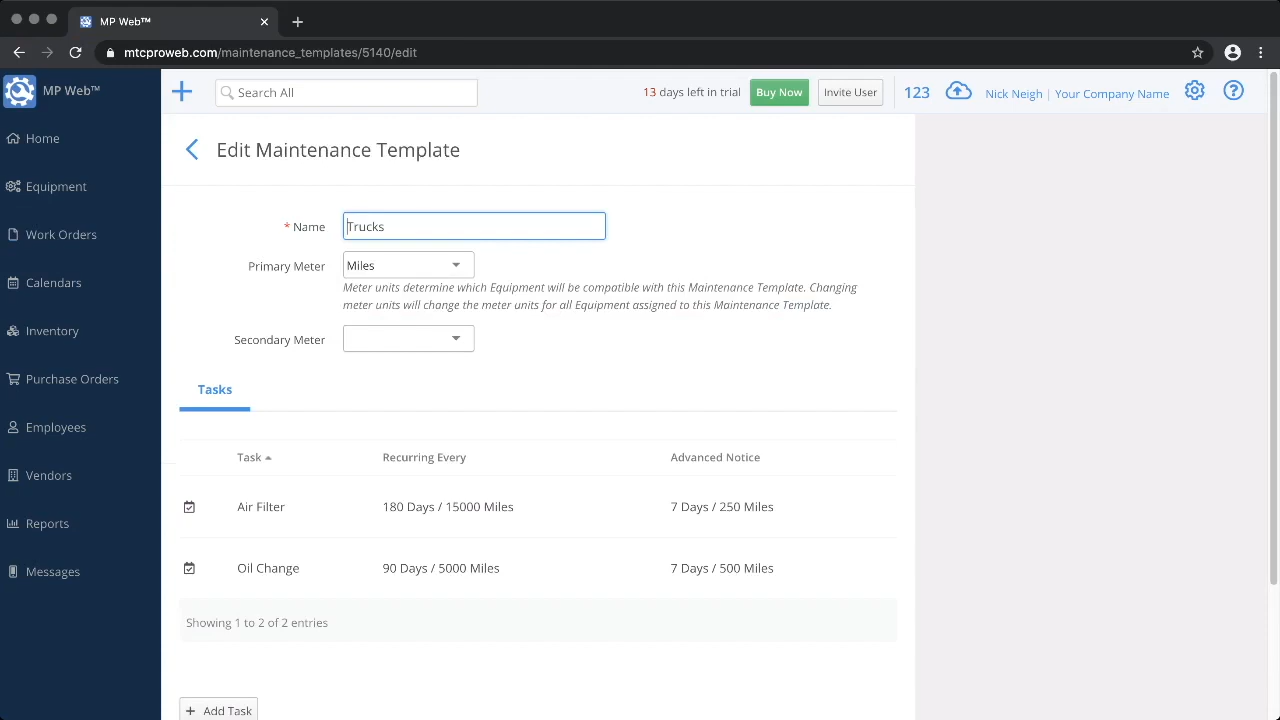 MP Web™
mtcproweb.com/maintenance_templates/5140/edit
MP Web™
Search All
13 days left in trial
Buy Now
Invite User
123
Nick Neigh | Your Company Name
Home
Equipment
Work Orders
Calendars
Inventory
Purchase Orders
Employees
Vendors
Reports
Messages
Edit Maintenance Template
* Name
Trucks
Primary Meter
Miles
Meter units determine which Equipment will be compatible with this Maintenance Template. Changing
meter units will change the meter units for all Equipment assigned to this Maintenance Template.
Secondary Meter
Tasks
Task Recurring Every Advanced Notice
Air Filter 180 Days / 15000 Miles 7 Days / 250 Miles
Oil Change 90 Days / 5000 Miles 7 Days / 500 Miles
Showing 1 to 2 of 2 entries
+ Add Task